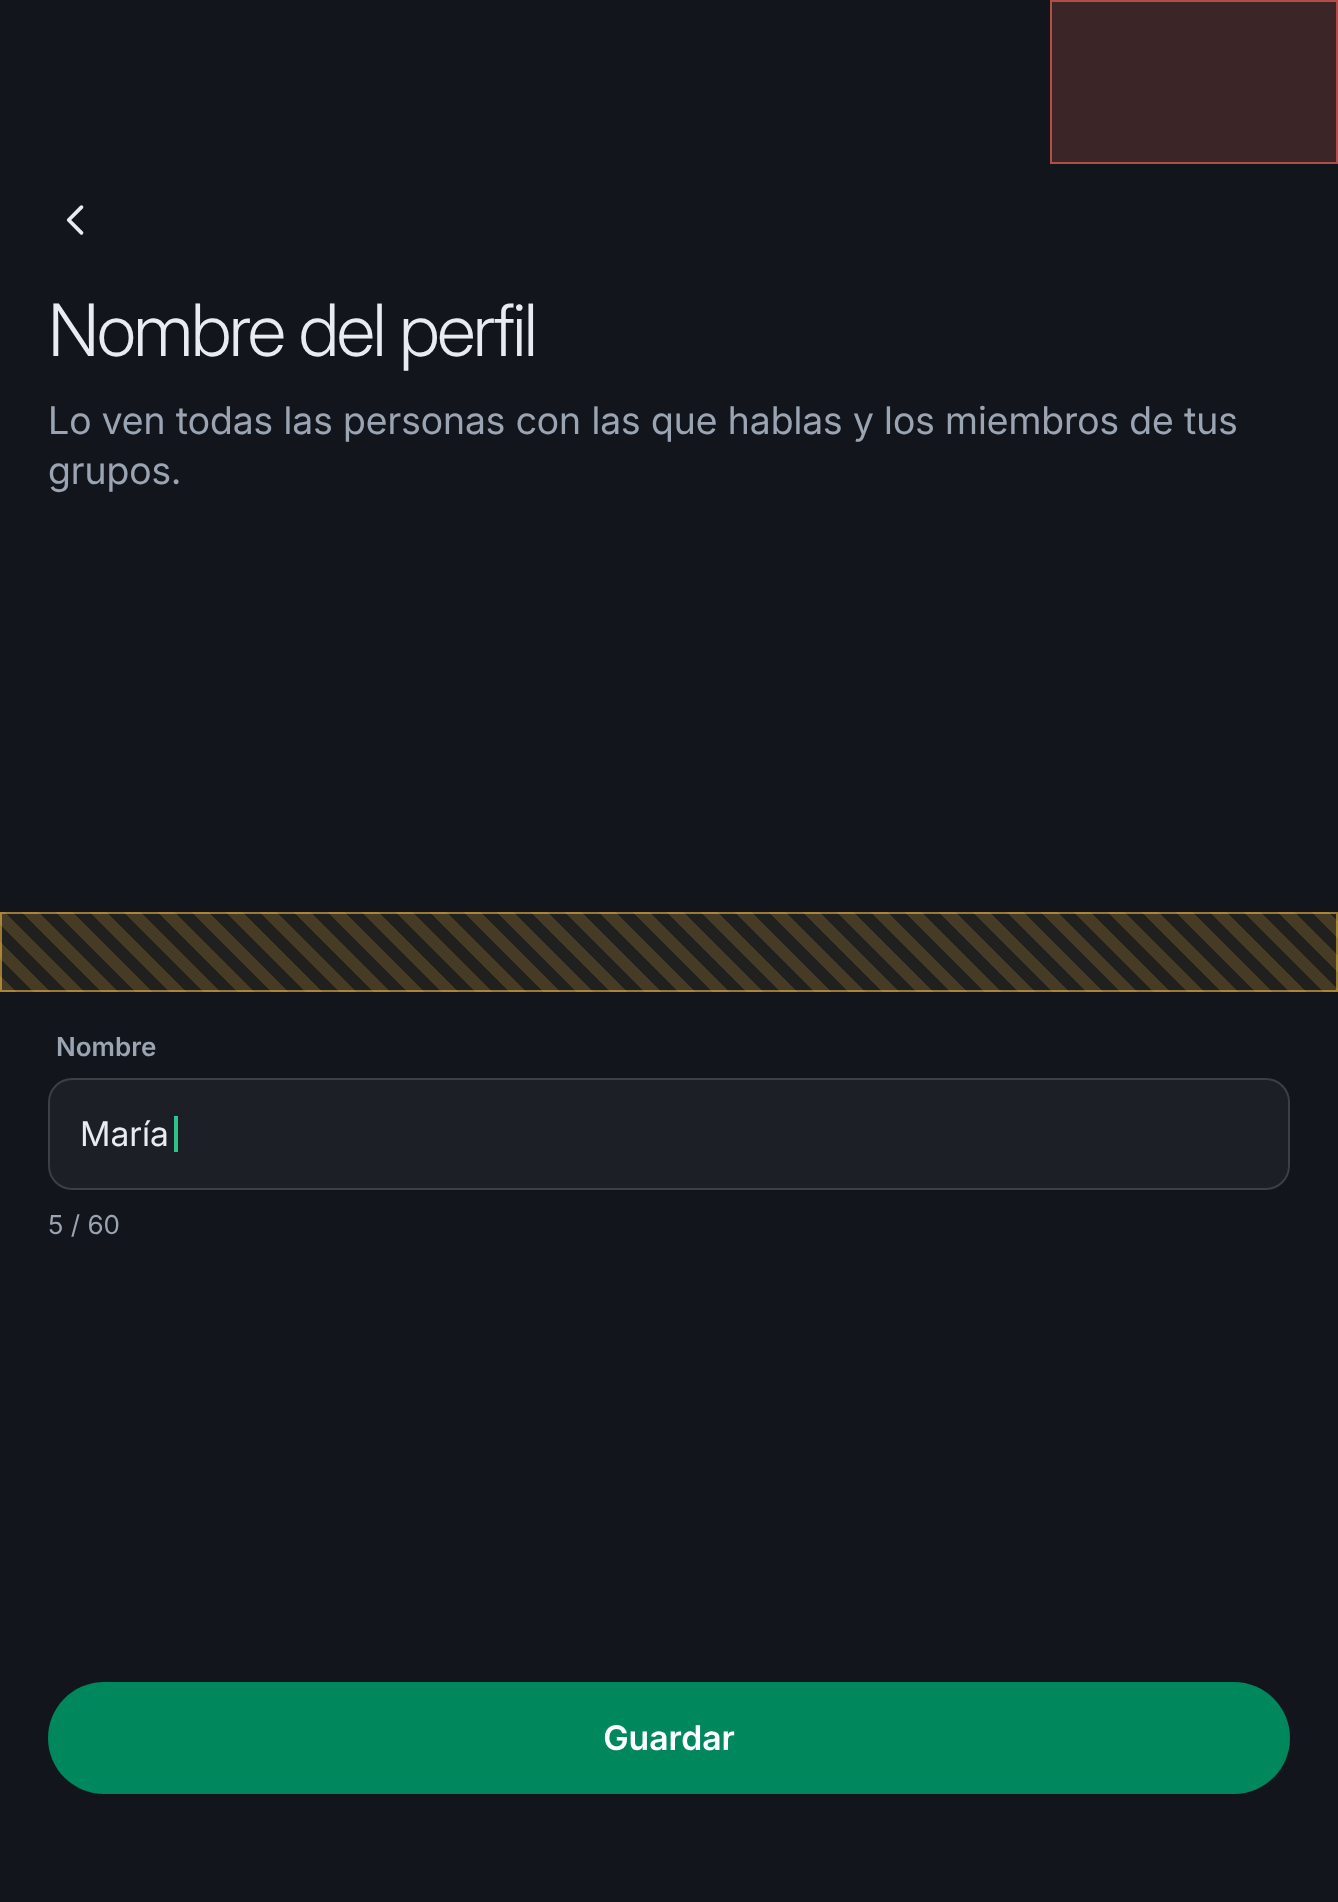 Nombre del perfil
Lo ven todas las personas con las que hablas y los miembros de tus
grupos.
Nombre
María
5 / 60
Guardar